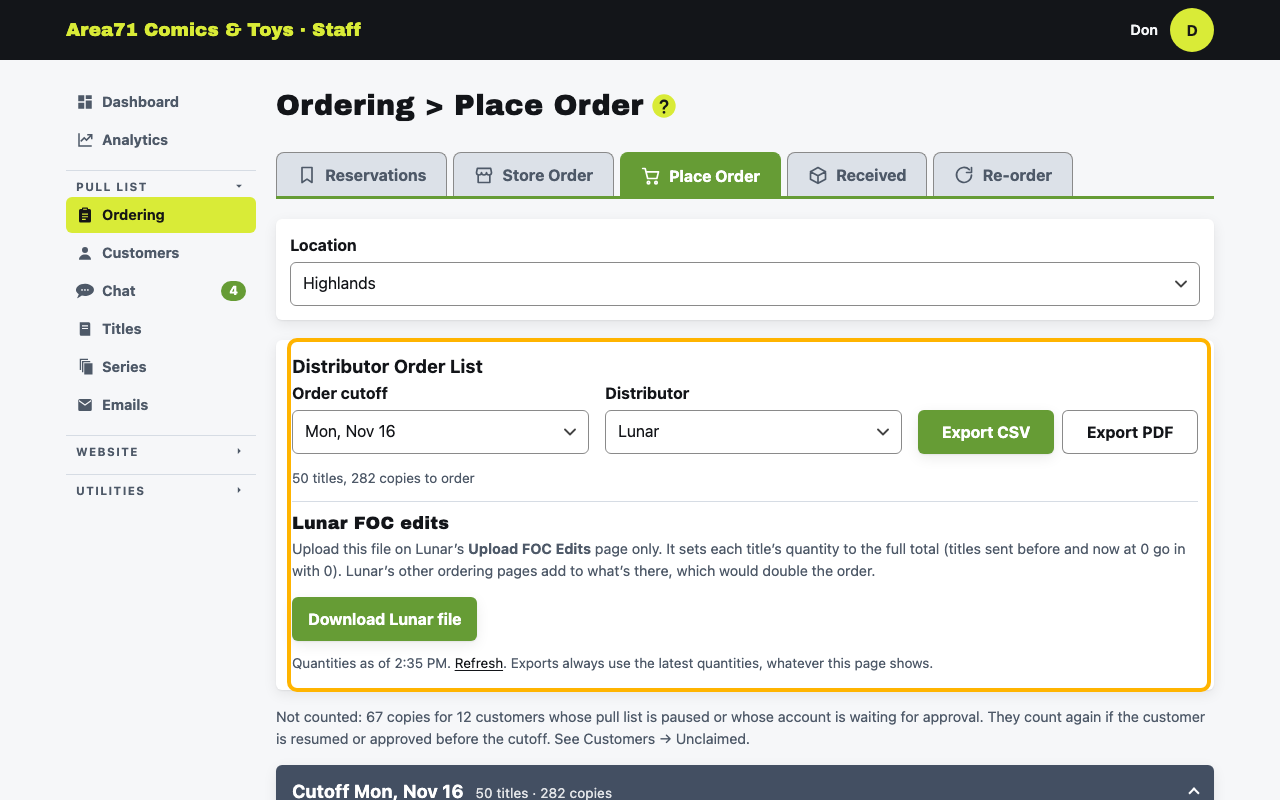 Area71 Comics & Toys · Staff
Don
D
Dashboard
Analytics
PULL LIST
Ordering
Customers
Chat
4
Titles
Series
Emails
WEBSITE
UTILITIES
Ordering > Place Order
?
Reservations
Store Order
Place Order
Received
Re-order
Location
Highlands
Distributor Order List
Order cutoff
Distributor
Mon, Nov 16
Lunar
Export CSV
Export PDF
50 titles, 282 copies to order
Lunar FOC edits
Upload this file on Lunar’s Upload FOC Edits page only. It sets each title’s quantity to the full total (titles sent before and now at 0 go in
with 0). Lunar’s other ordering pages add to what’s there, which would double the order.
Download Lunar file
Quantities as of 2:35 PM. Refresh. Exports always use the latest quantities, whatever this page shows.
Not counted: 67 copies for 12 customers whose pull list is paused or whose account is waiting for approval. They count again if the customer
is resumed or approved before the cutoff. See Customers → Unclaimed.
Cutoff Mon, Nov 16
50 titles · 282 copies